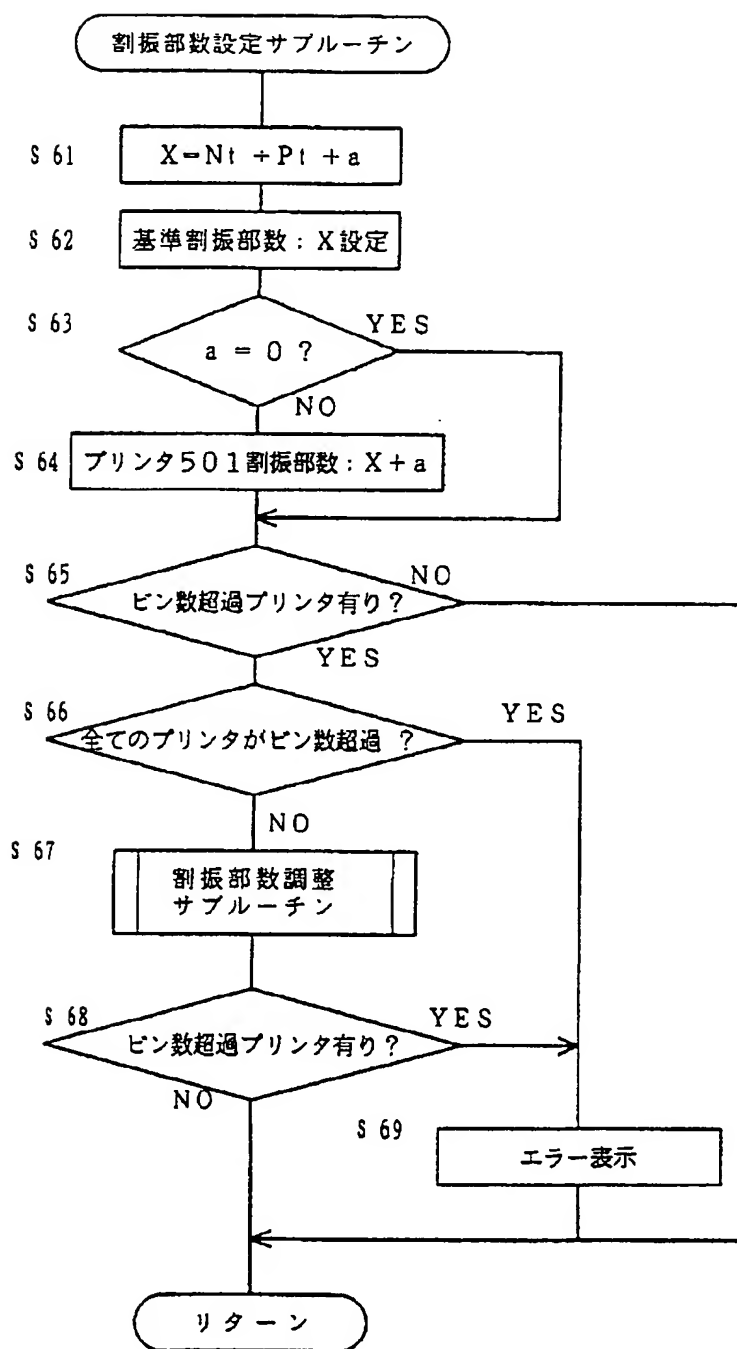 割振部数設定サブルーチン
S 61
X=Nt÷Pt+a
S 62
基準割振部数：X設定
S 63
YES
a = 0 ?
NO
S 64
プリンタ501割振部数：X+a
S 65
NO
ビン数超過プリンタ有り？
YES
S 66
YES
全てのプリンタがビン数超過 ？
NO
S 67
割振部数調整
サブルーチン
S 68
YES
ビン数超過プリンタ有り？
NO
S 69
エラー表示
リターン